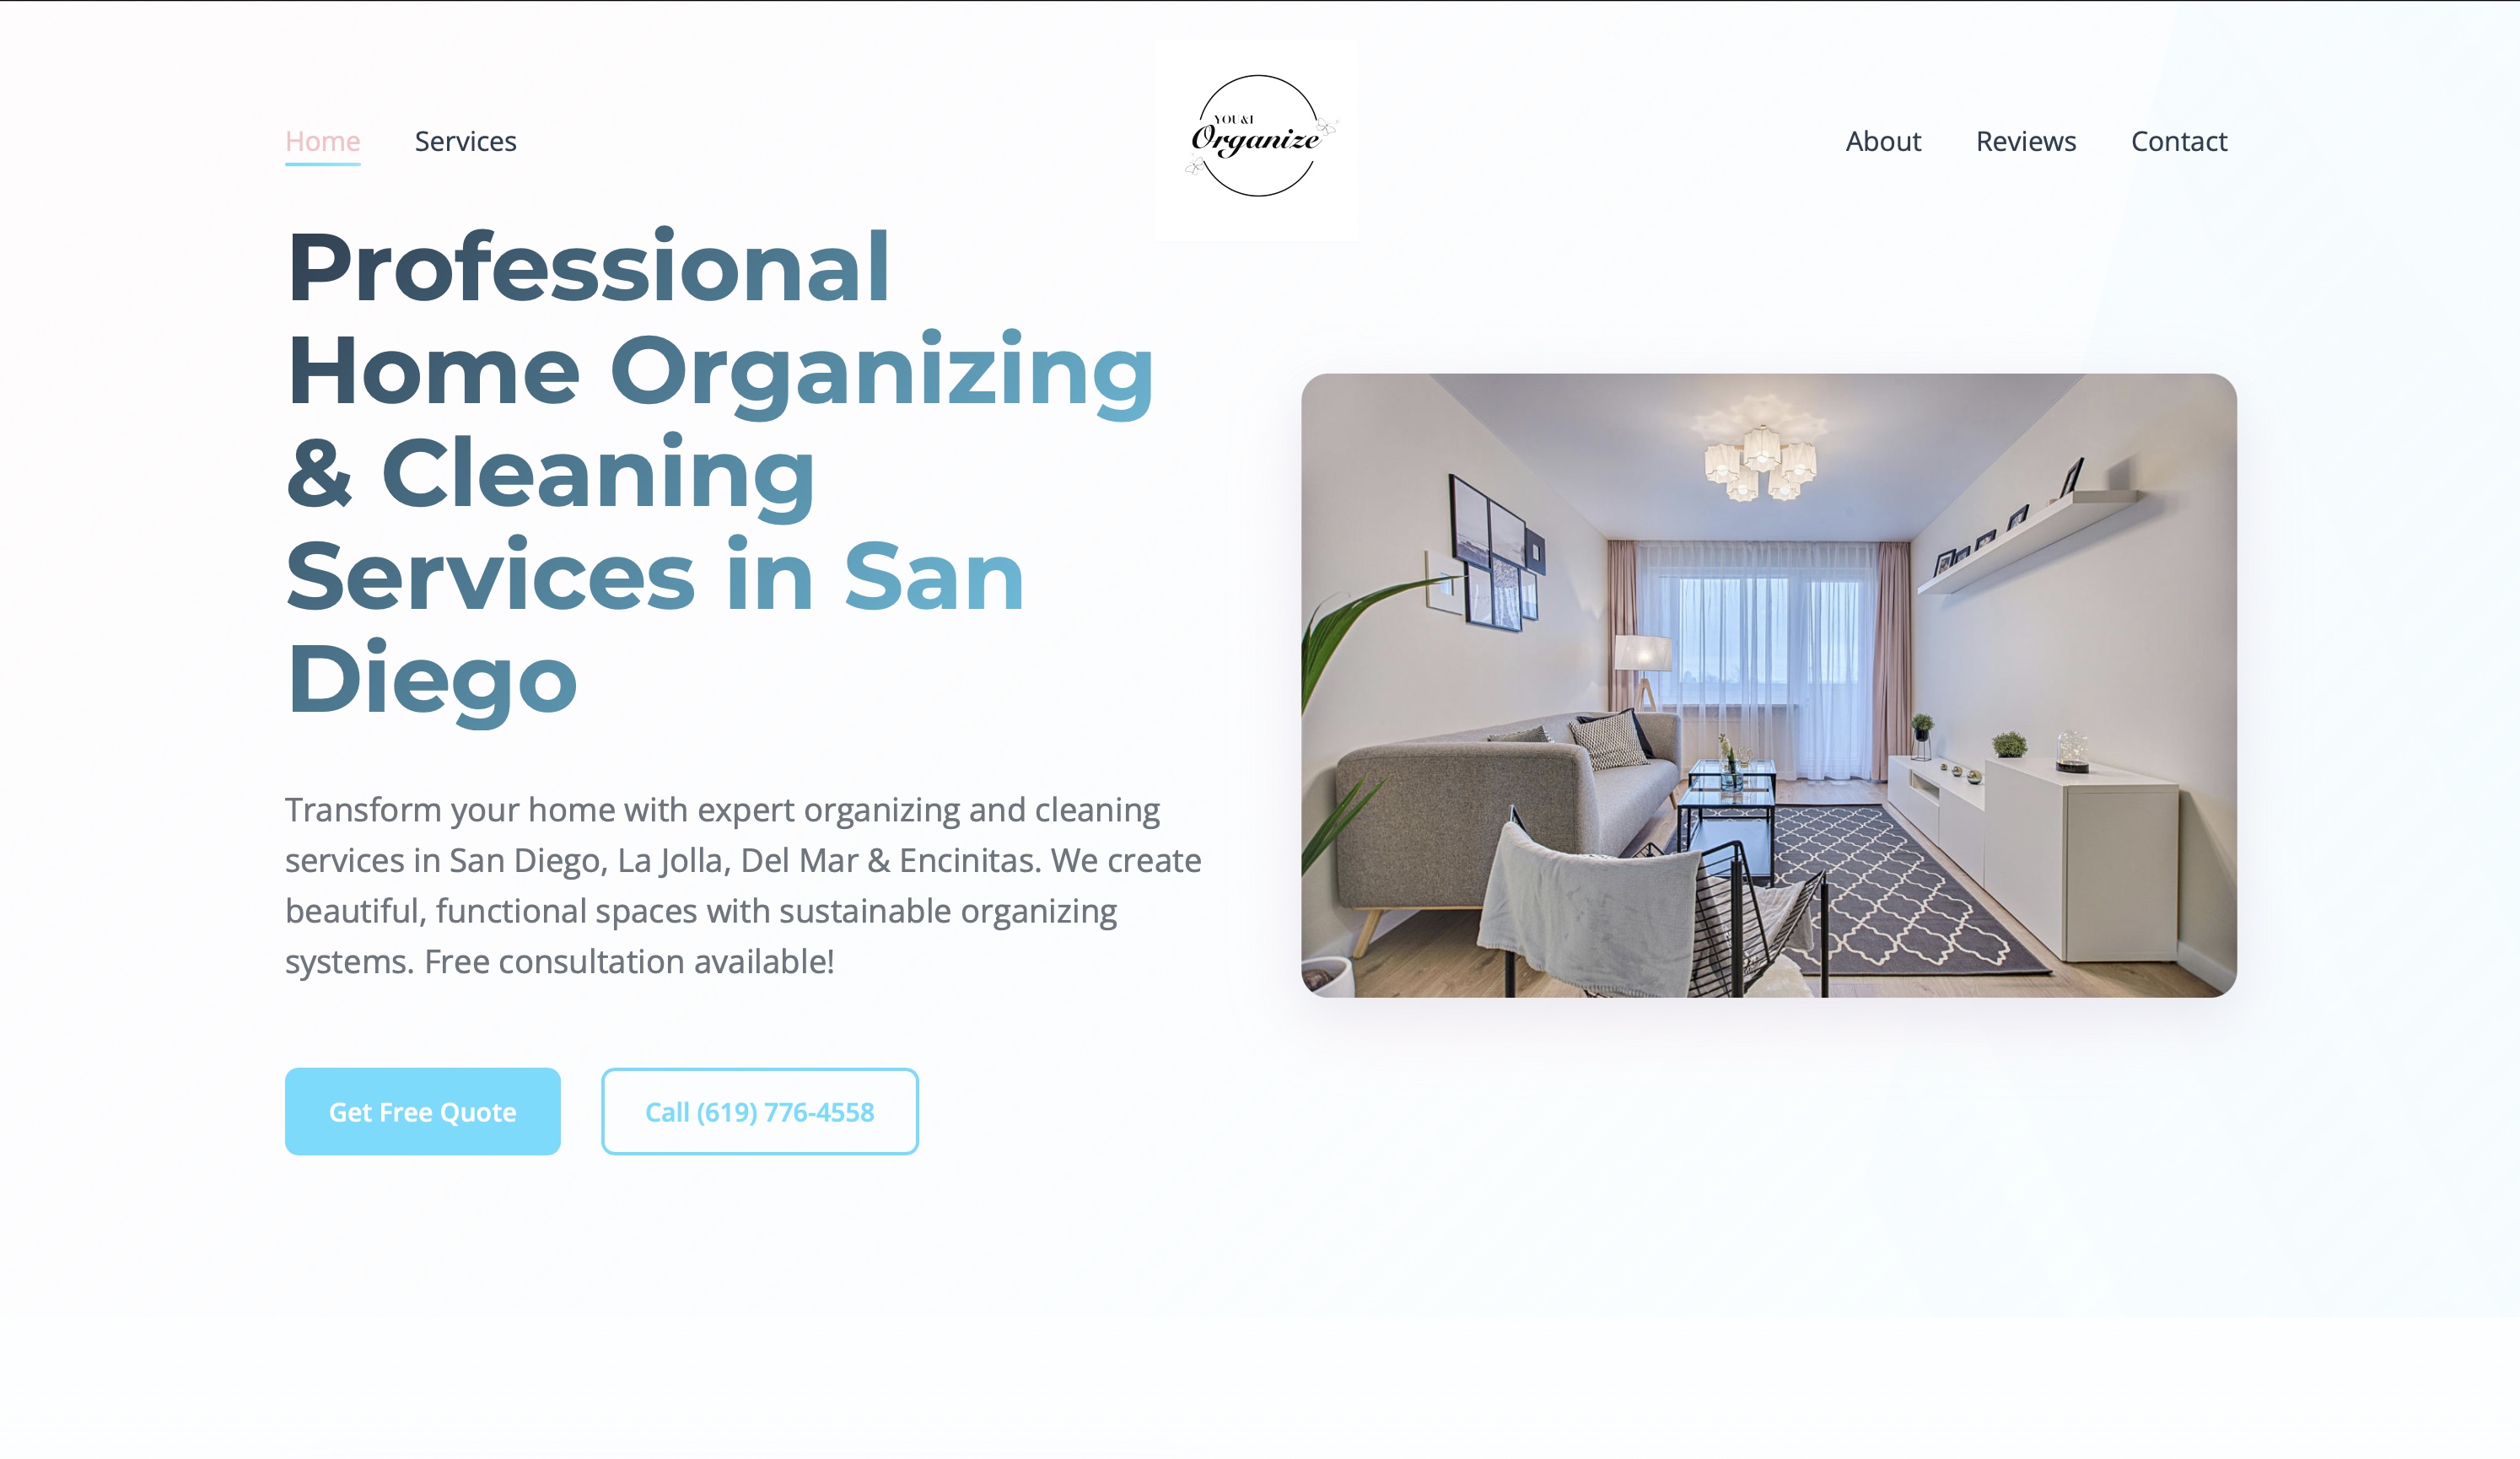 Home
Services
YOU&I
Organize
About
Reviews
Contact
Professional
Home Organizing
& Cleaning
Services in San
Diego
Transform your home with expert organizing and cleaning
services in San Diego, La Jolla, Del Mar & Encinitas. We create
beautiful, functional spaces with sustainable organizing
systems. Free consultation available!
Get Free Quote
Call (619) 776-4558